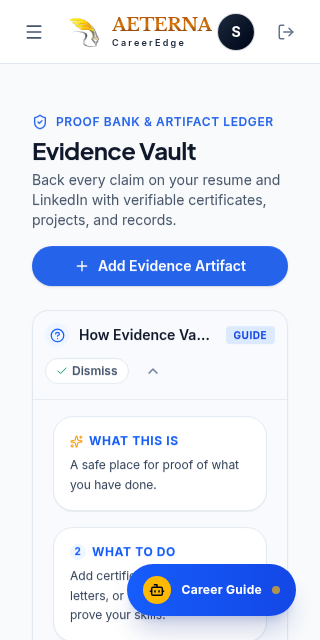 AETERNA
CareerEdge
S
PROOF BANK & ARTIFACT LEDGER
Evidence Vault
Back every claim on your resume and
LinkedIn with verifiable certificates,
projects, and records.
Add Evidence Artifact
How Evidence Va...
GUIDE
Dismiss
WHAT THIS IS
A safe place for proof of what
you have done.
2 WHAT TO DO
Add
letters, or
prove your skills.
Career Guide